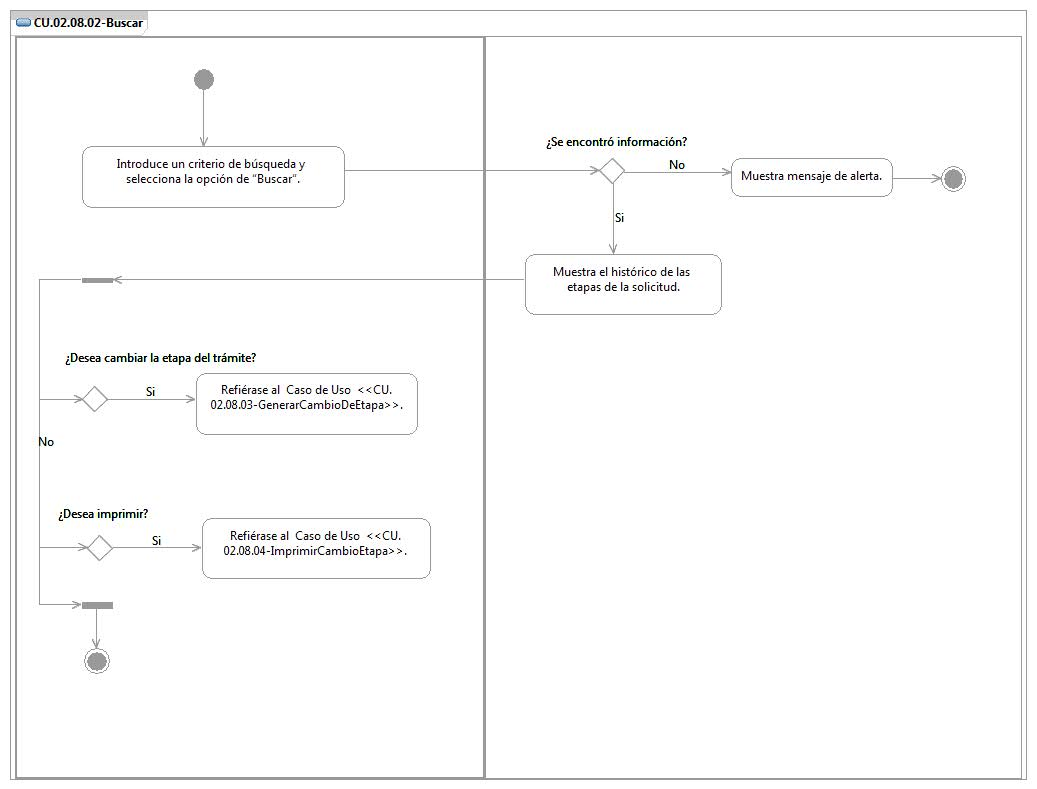 CU.02.08.02-Buscar
Introduce un criterio de búsqueda y
selecciona la opción de "Buscar".
¿Se encontró información?
No
Muestra mensaje de alerta.
Si
Muestra el histórico de las
etapas de la solicitud.
¿Desea cambiar la etapa del trámite?
Si
Refiérase al Caso de Uso <<CU.
02.08.03-GenerarCambioDeEtapa>>.
No
¿Desea imprimir?
Si
Refiérase al Caso de Uso <<CU.
02.08.04-ImprimirCambioEtapa>>.